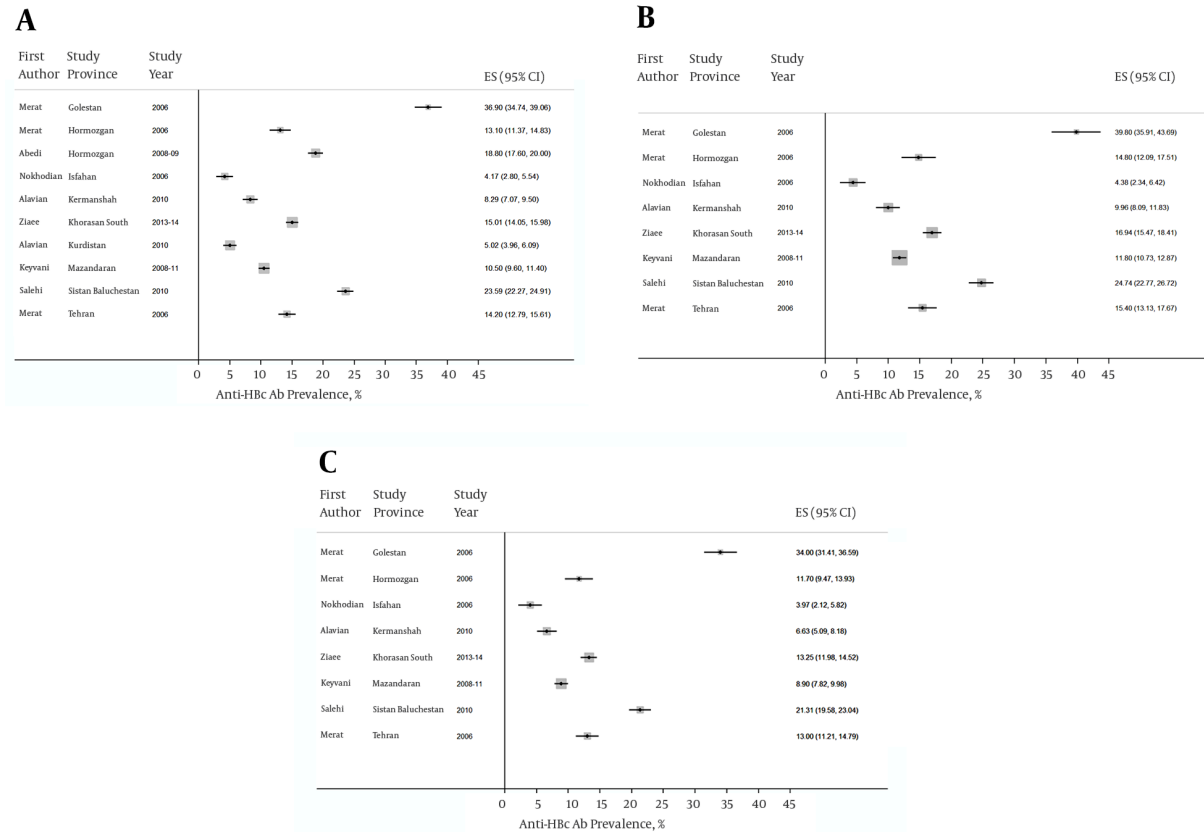 A
First Study Study
Author Province Year ES (95% CI)
Merat Golestan 2006 36.90 (34.74, 39.06)
Merat Hormozgan 2006 13.10 (11.37, 14.83)
Abedi Hormozgan 2008-09 18.80 (17.60, 20.00)
Nokhodian Isfahan 2006 4.17 (2.80, 5.54)
Alavian Kermanshah 2010 8.29 (7.07, 9.50)
Ziaee Khorasan South 2013-14 15.01 (14.05, 15.98)
Alavian Kurdistan 2010 5.02 (3.96, 6.09)
Keyvani Mazandaran 2008-11 10.50 (9.60, 11.40)
Salehi Sistan Baluchestan 2010 23.59 (22.27, 24.91)
Merat Tehran 2006 14.20 (12.79, 15.61)
0 5 10 15 20 25 30 35 45
Anti-HBc Ab Prevalence, %
B
First Study Study
Author Province Year ES (95% CI)
Merat Golestan 2006 39.80 (35.91, 43.69)
Merat Hormozgan 2006 14.80 (12.09, 17.51)
Nokhodian Isfahan 2006 4.38 (2.34, 6.42)
Alavian Kermanshah 2010 9.96 (8.09, 11.83)
Ziaee Khorasan South 2013-14 16.94 (15.47, 18.41)
Keyvani Mazandaran 2008-11 11.80 (10.73, 12.87)
Salehi Sistan Baluchestan 2010 24.74 (22.77, 26.72)
Merat Tehran 2006 15.40 (13.13, 17.67)
0 5 10 15 20 25 30 35 45 45
Anti-HBc Ab Prevalence, %
C
First Study Study
Author Province Year ES (95% CI)
Merat Golestan 2006 34.00 (31.41, 36.59)
Merat Hormozgan 2006 11.70 (9.47, 13.93)
Nokhodian Isfahan 2006 3.97 (2.12, 5.82)
Alavian Kermanshah 2010 6.63 (5.09, 8.18)
Ziaee Khorasan South 2013-14 13.25 (11.98, 14.52)
Keyvani Mazandaran 2008-11 8.90 (7.82, 9.98)
Salehi Sistan Baluchestan 2010 21.31 (19.58, 23.04)
Merat Tehran 2006 13.00 (11.21, 14.79)
0 5 10 15 20 25 30 35 40 45
Anti-HBc Ab Prevalence, %